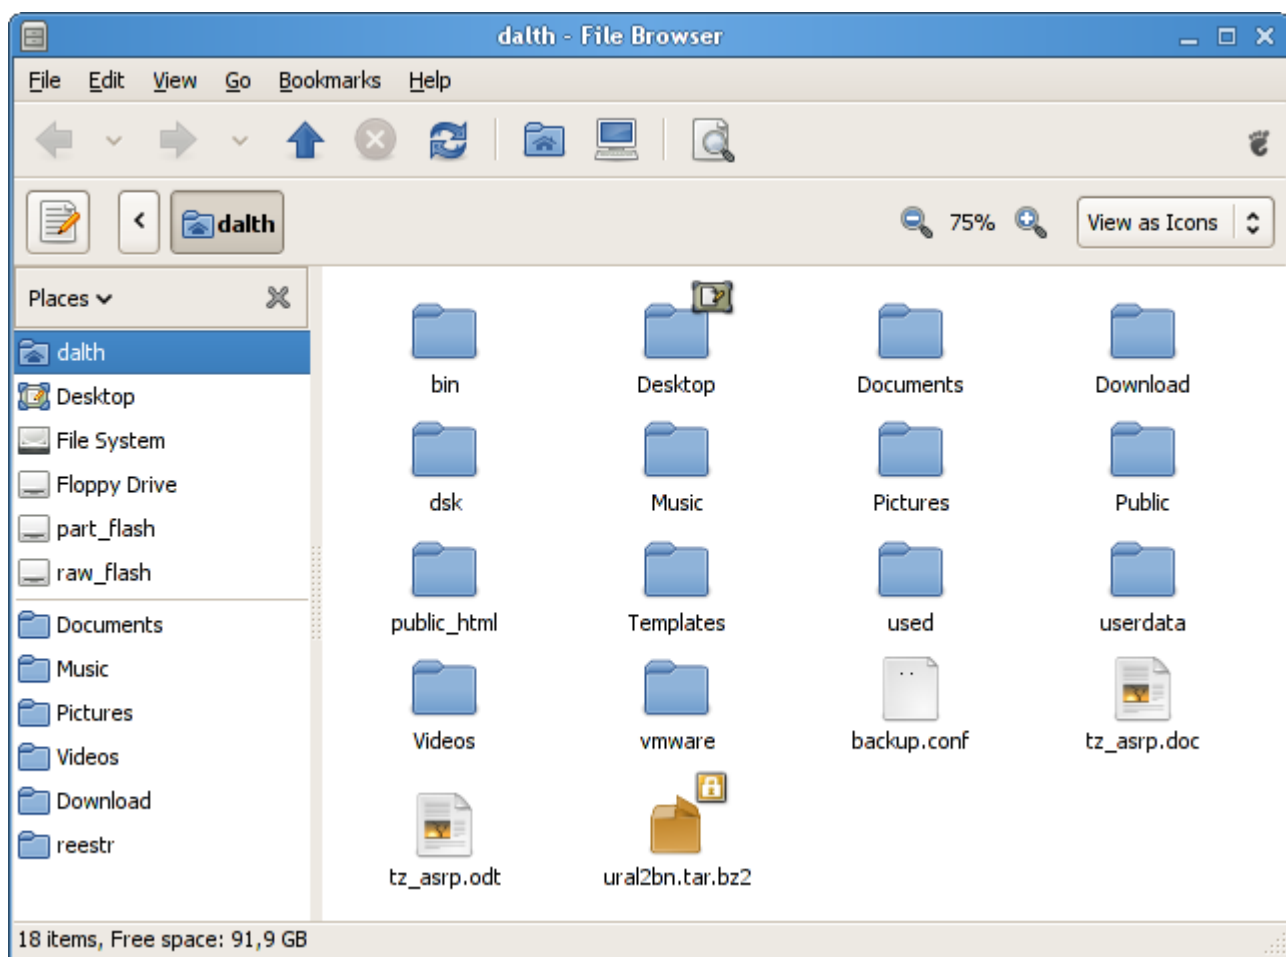 dalth - File Browser
File Edit View Go Bookmarks Help
dalth 75% View as Icons
Places
dalth
Desktop
File System
Floppy Drive
part_flash
raw_flash
Documents
Music
Pictures
Videos
Download
reestr
bin Desktop Documents Download
dsk Music Pictures Public
public_html Templates used userdata
Videos vmware backup.conf tz_asrp.doc
tz_asrp.odt ural2bn.tar.bz2
18 items, Free space: 91,9 GB